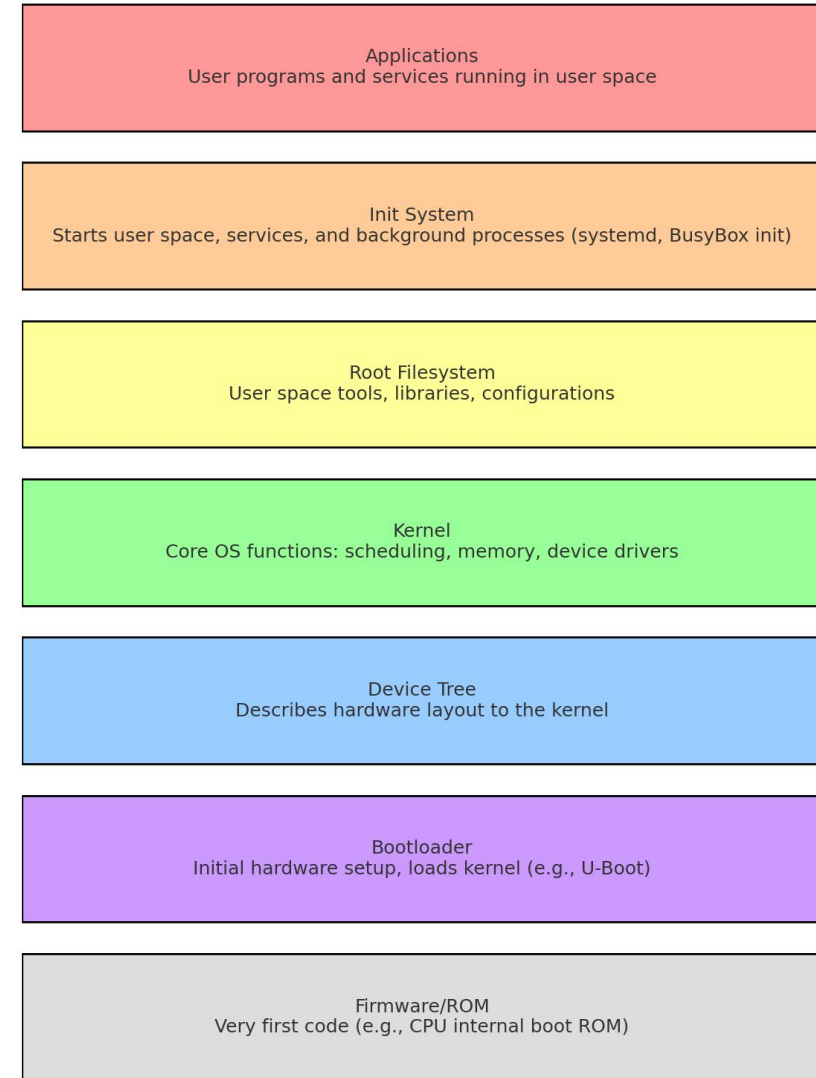 Applications
User programs and services running in user space
Init System
Starts user space, services, and background processes (systemd, BusyBox init)
Root Filesystem
User space tools, libraries, configurations
Kernel
Core OS functions: scheduling, memory, device drivers
Device Tree
Describes hardware layout to the kernel
Bootloader
Initial hardware setup, loads kernel (e.g., U-Boot)
Firmware/ROM
Very first code (e.g., CPU internal boot ROM)